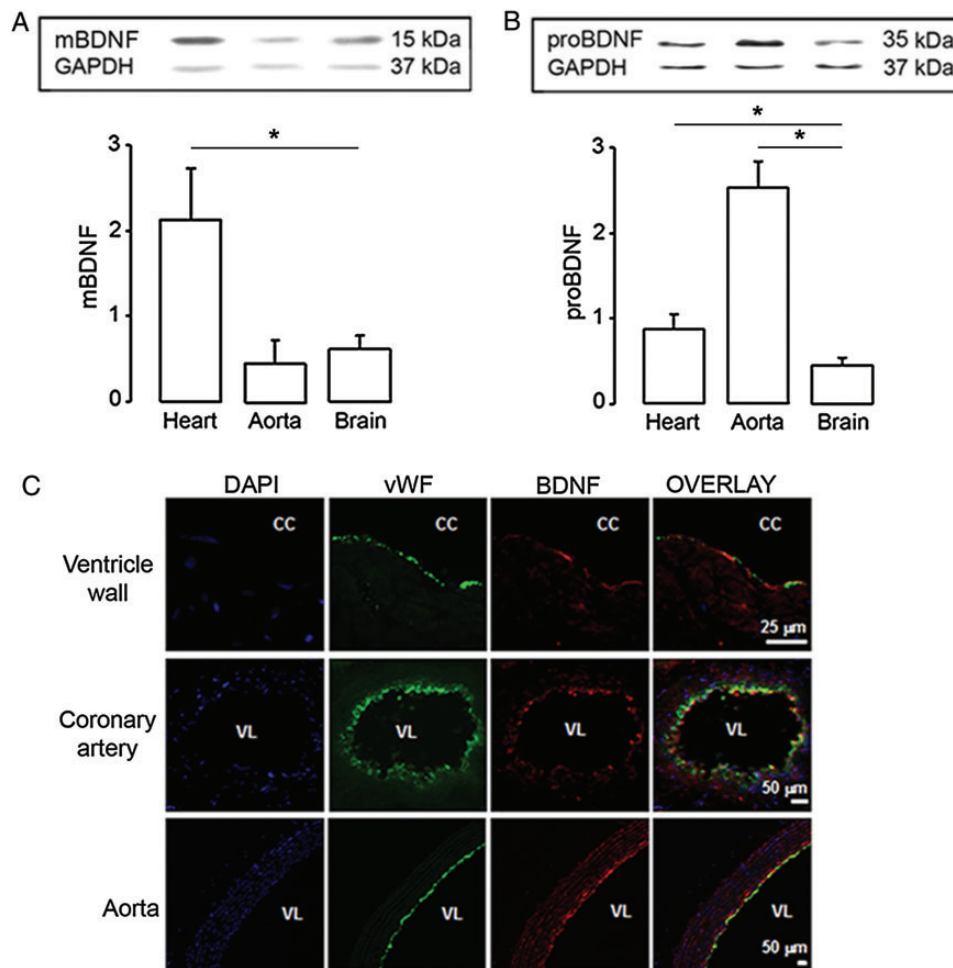 A
mBDNF 15 kDa
GAPDH 37 kDa
*
3
2
1
0
mBDNF
Heart Aorta Brain
B
proBDNF 35 kDa
GAPDH 37 kDa
*
*
3
2
1
0
proBDNF
Heart Aorta Brain
C
DAPI vWF BDNF OVERLAY
Ventricle
wall
CC CC CC CC
25 µm
Coronary
artery
VL VL VL VL
50 µm
Aorta
VL VL VL VL
50 µm